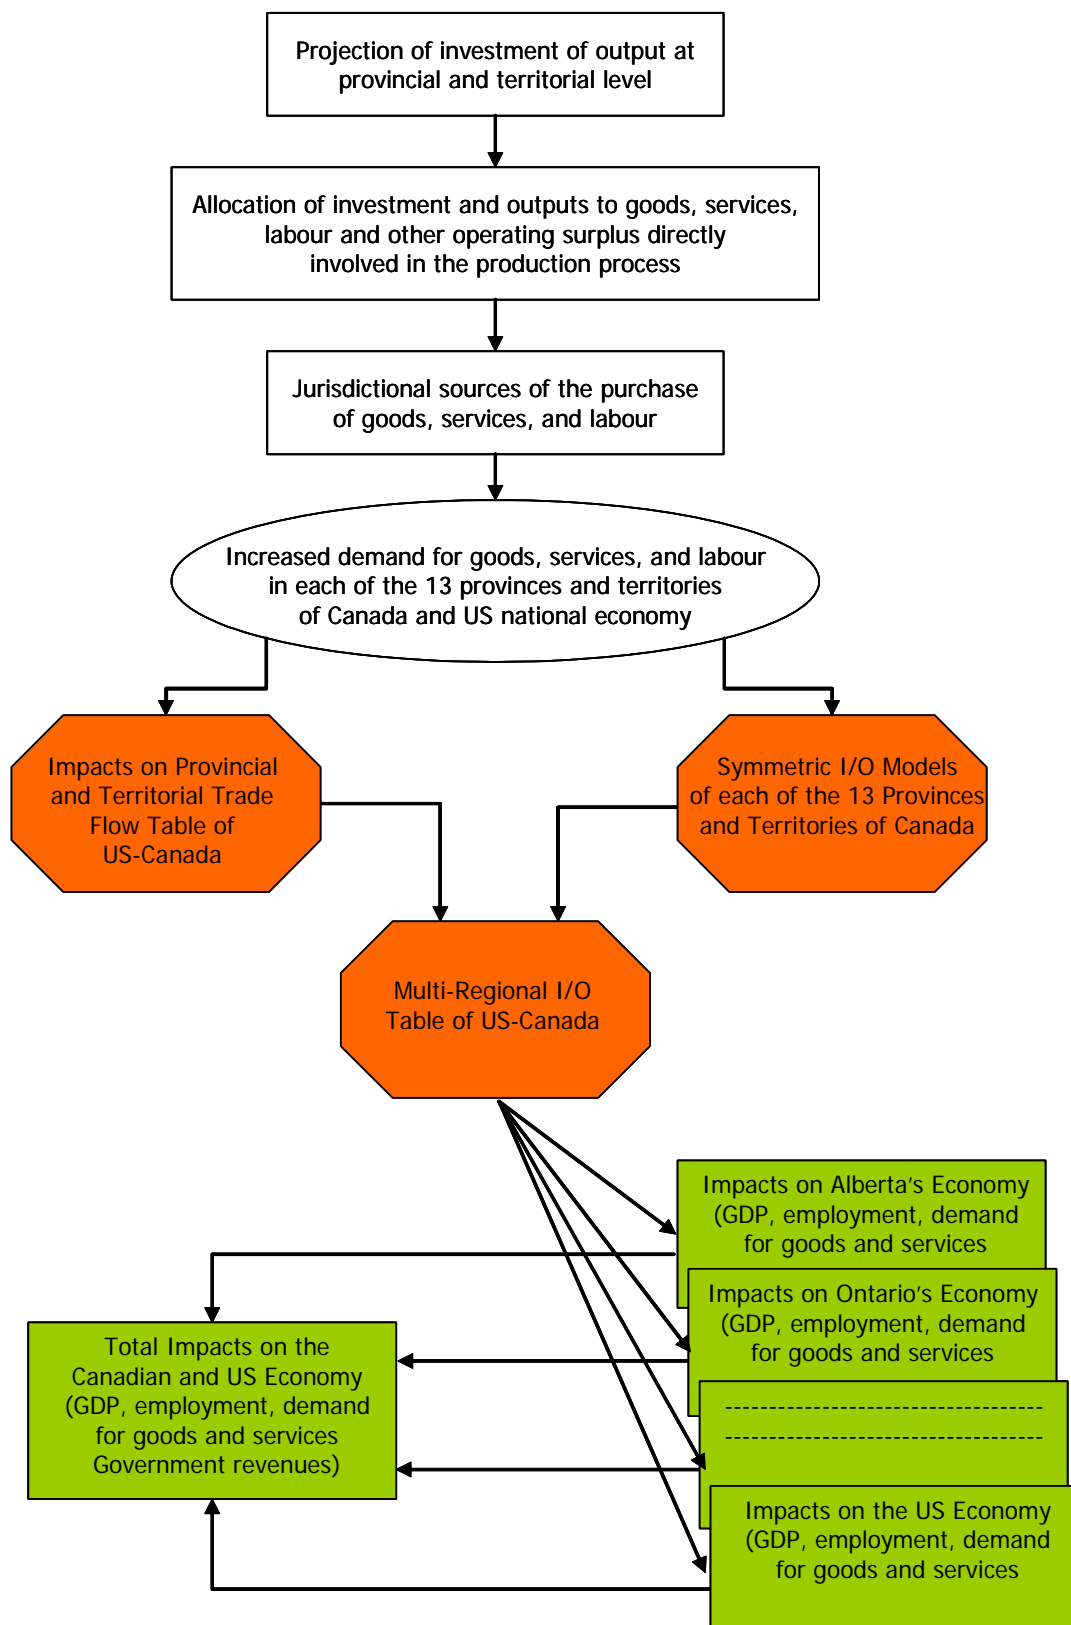 Projection of investment of output at
provincial and territorial level
Allocation of investment and outputs to goods, services,
labour and other operating surplus directly
involved in the production process
Jurisdictional sources of the purchase
of goods, services, and labour
Increased demand for goods, services, and labour
in each of the 13 provinces and territories
of Canada and US national economy
Impacts on Provincial
and Territorial Trade
Flow Table of
US-Canada
Symmetric I/O Models
of each of the 13 Provinces
and Territories of Canada
Multi-Regional I/O
Table of US-Canada
Impacts on Alberta's Economy
(GDP, employment, demand
for goods and services
Impacts on Ontario's Economy
(GDP, employment, demand
for goods and services
-----------------------------------
-----------------------------------
Impacts on the US Economy
(GDP, employment, demand
for goods and services
Total Impacts on the
Canadian and US Economy
(GDP, employment, demand
for goods and services
Government revenues)